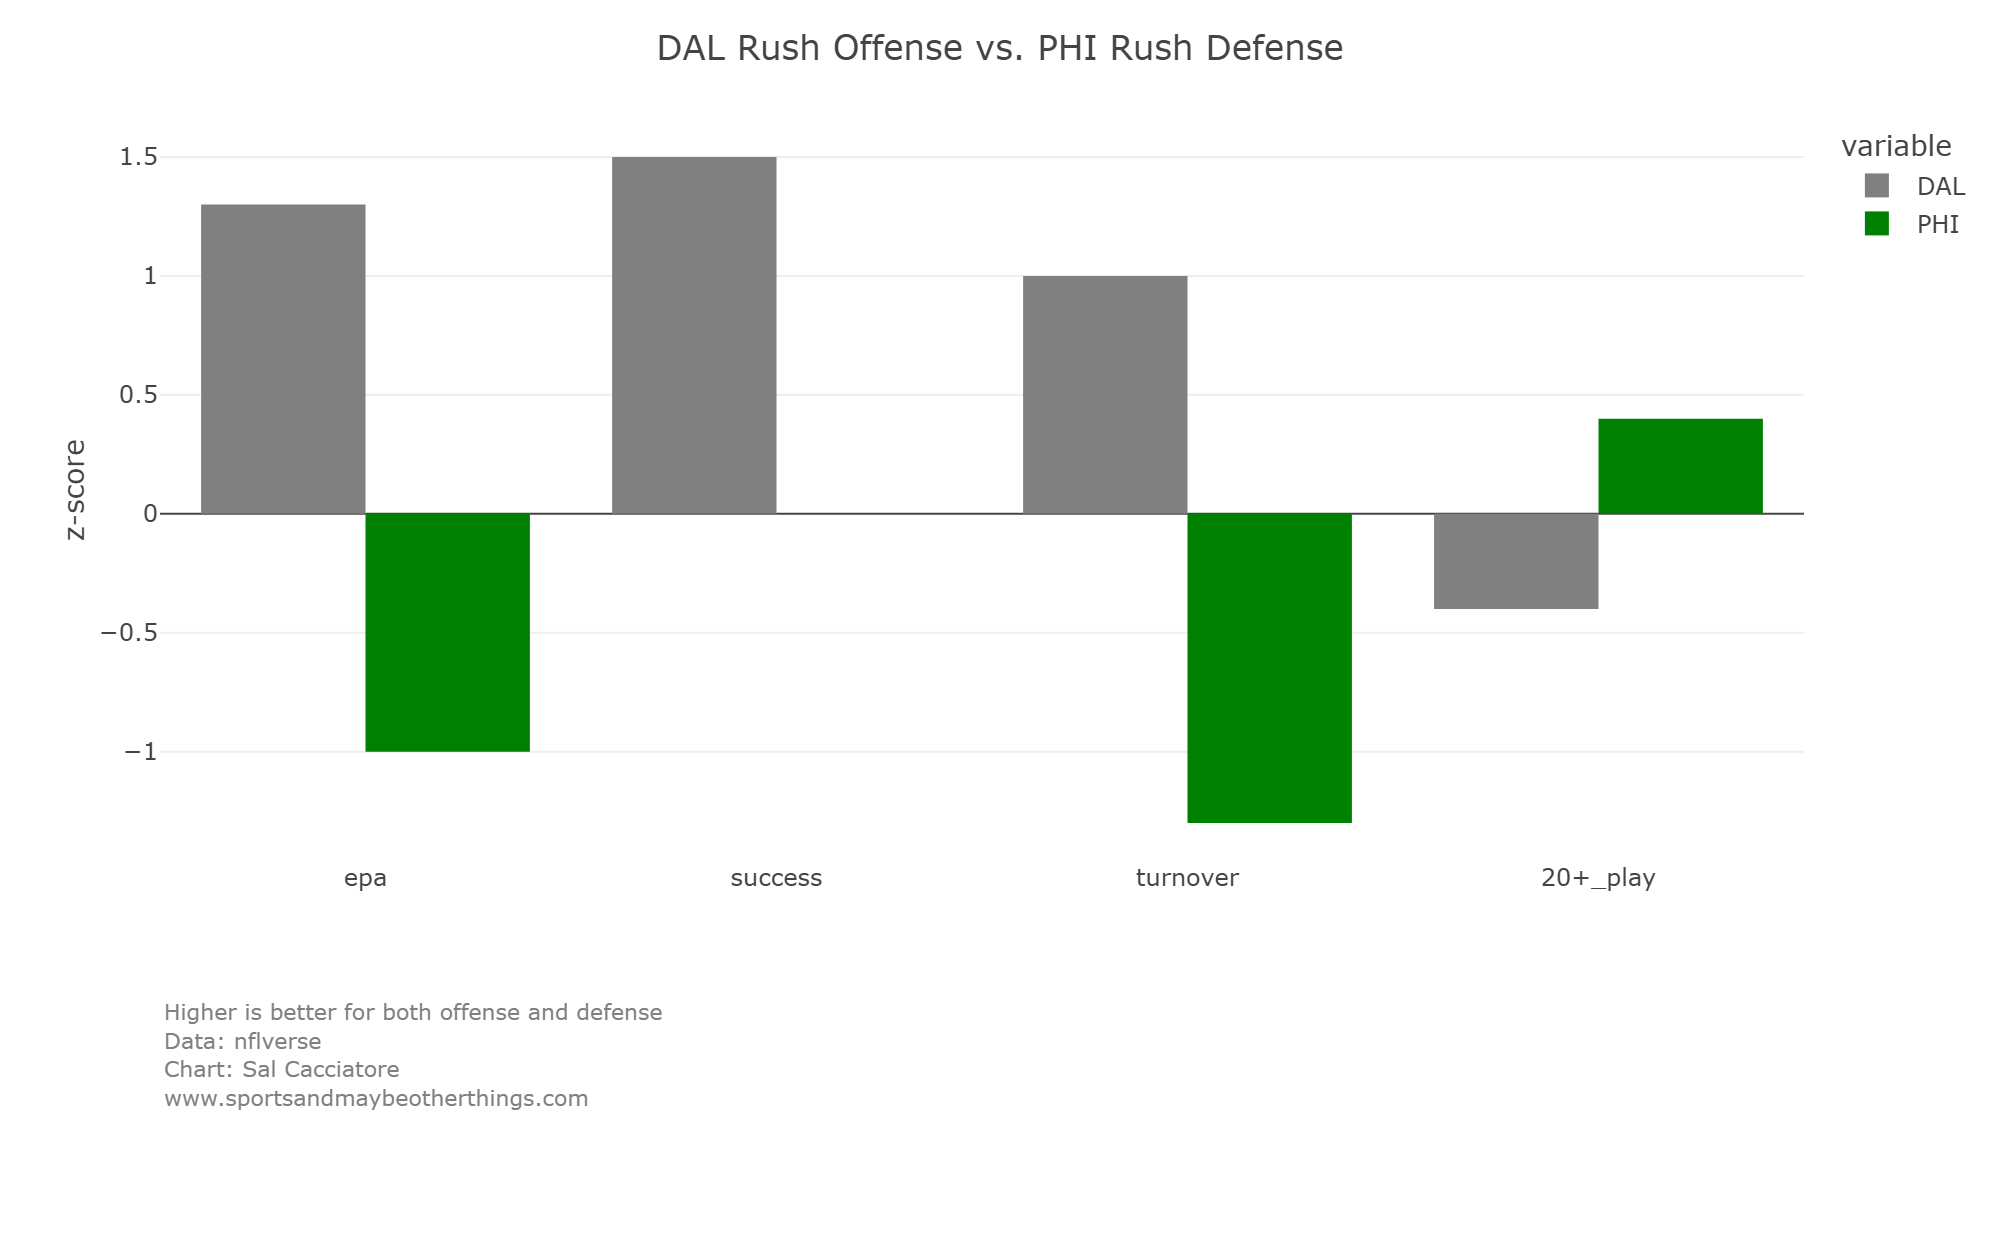 DAL Rush Offense vs. PHI Rush Defense
variable
DAL
PHI
1.5
1
0.5
0
−0.5
−1
z-score
epa
success
turnover
20+_play
Higher is better for both offense and defense
Data: nflverse
Chart: Sal Cacciatore
www.sportsandmaybeotherthings.com